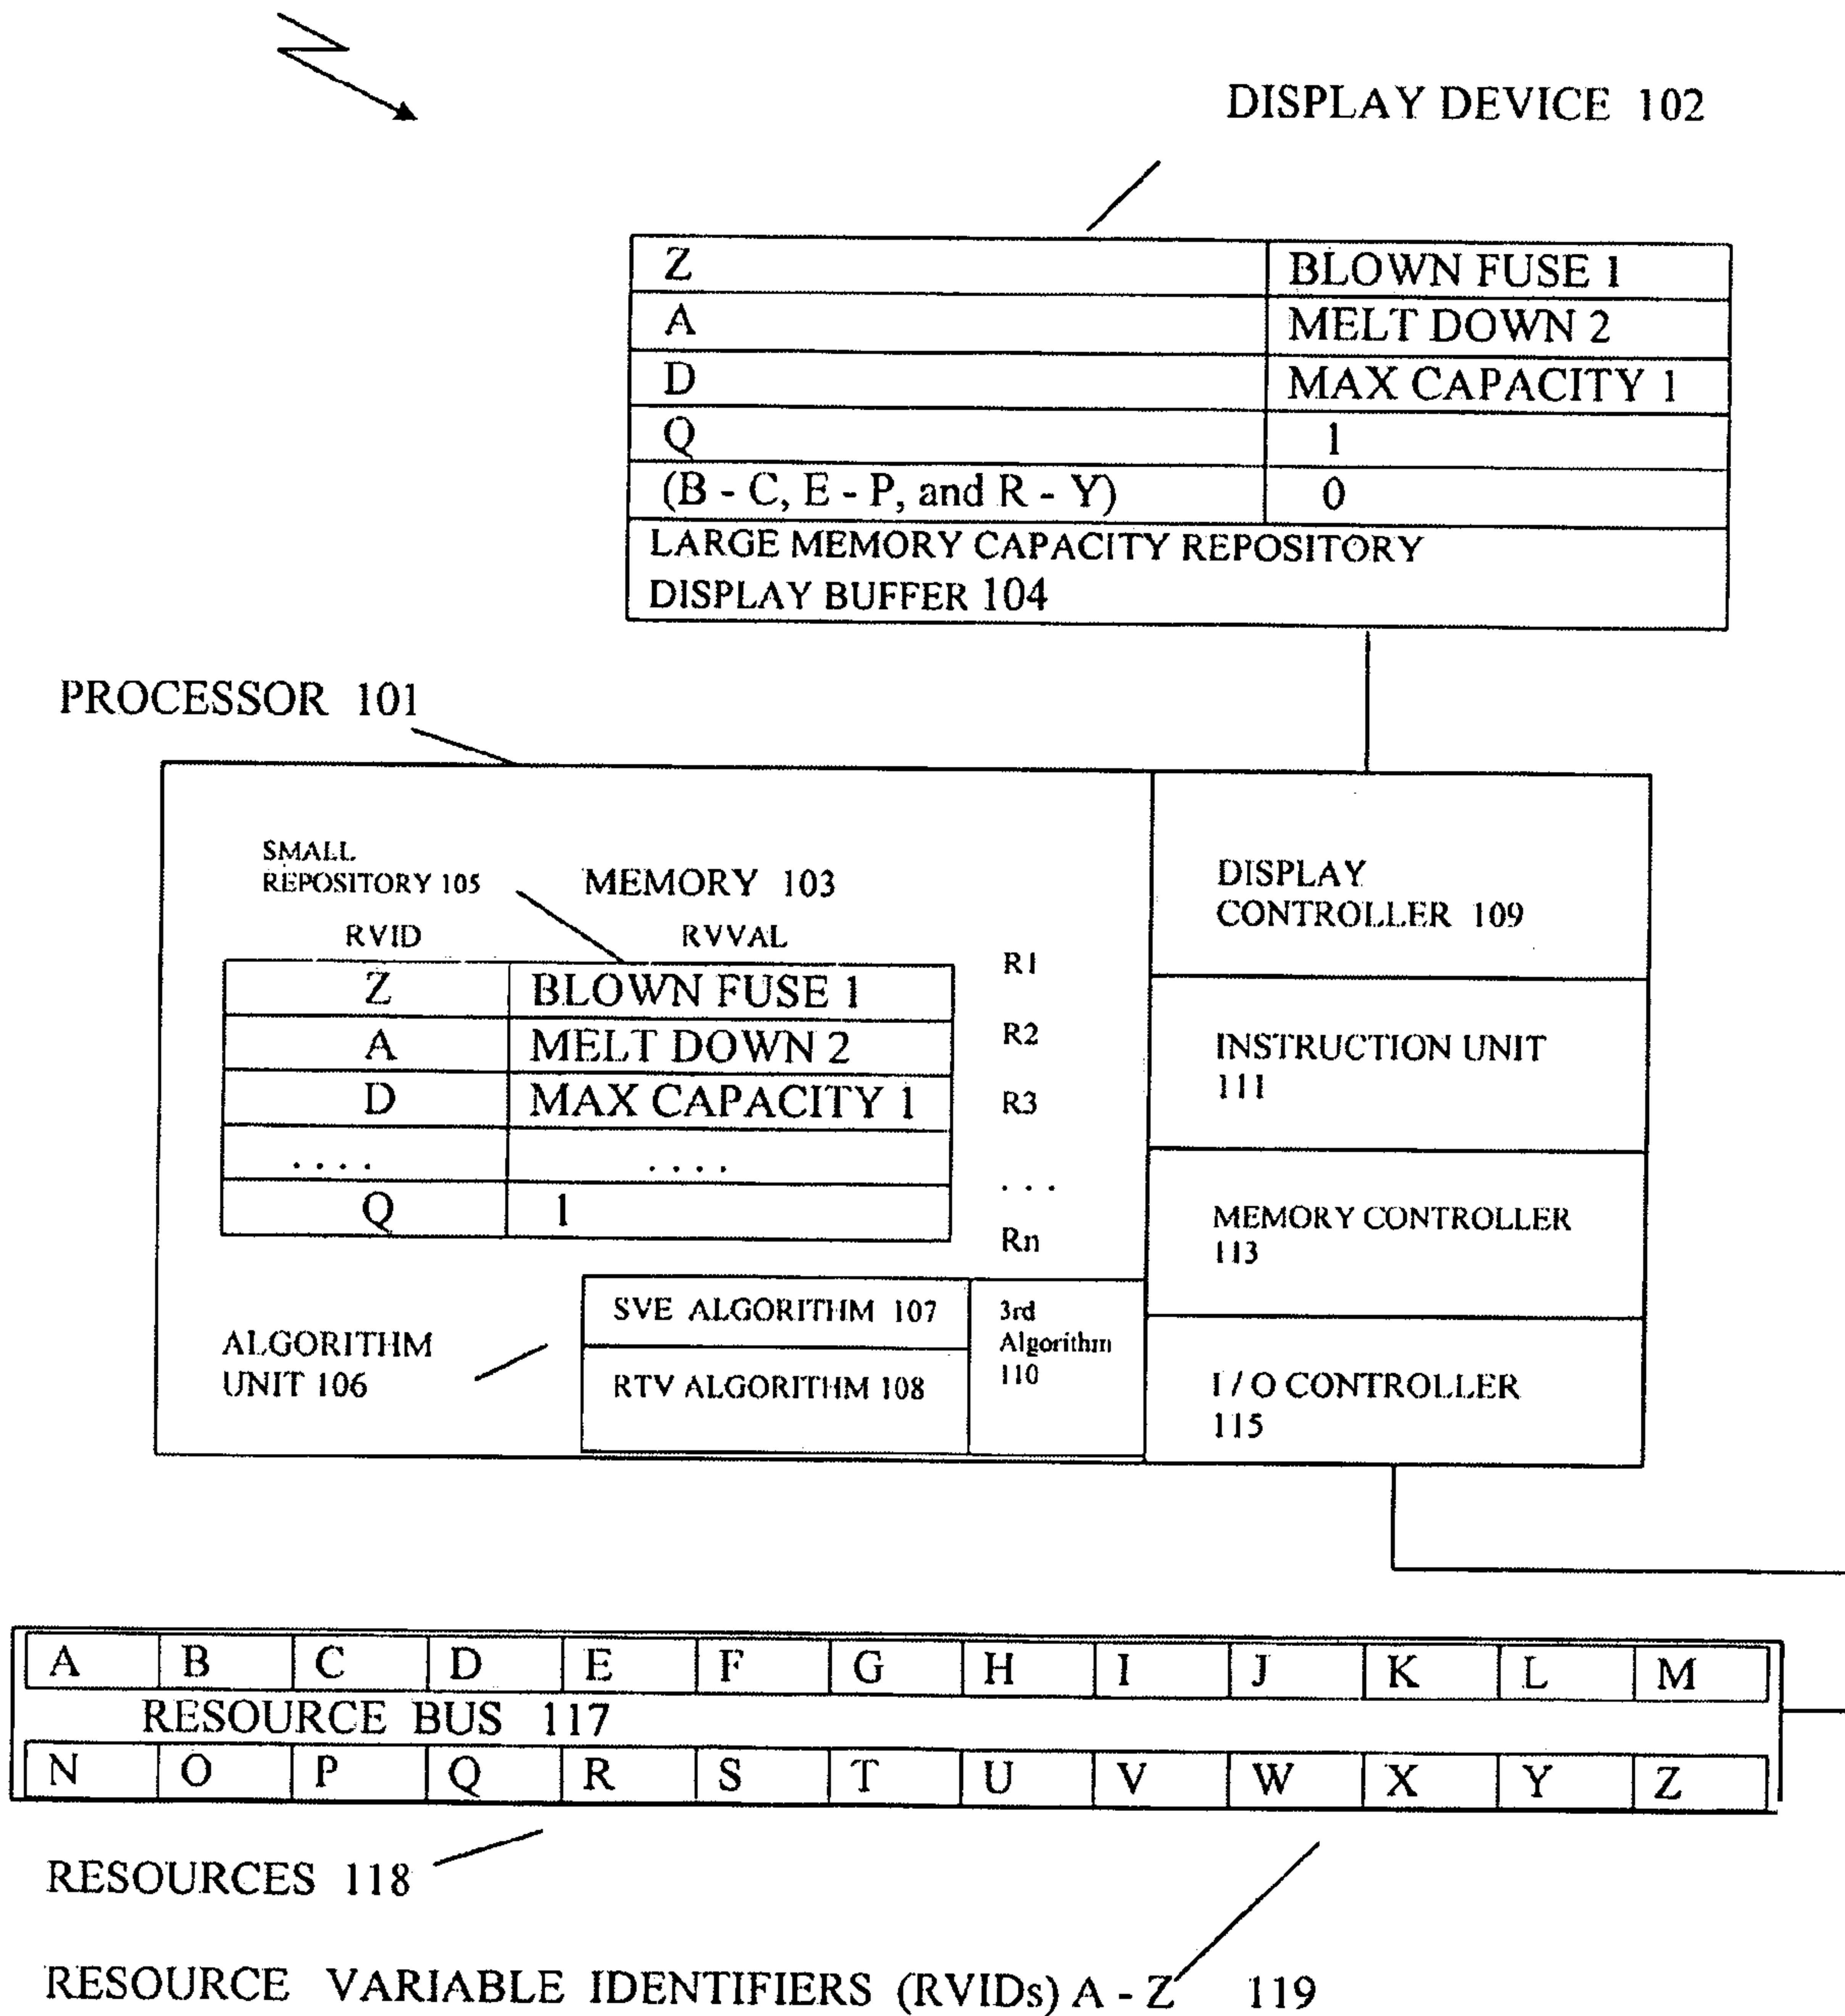 DISPLAY DEVICE 102
Z BLOWN FUSE 1
A MELT DOWN 2
D MAX CAPACITY 1
Q 1
(B - C, E - P, and R - Y) 0
LARGE MEMORY CAPACITY REPOSITORY
DISPLAY BUFFER 104
PROCESSOR 101
SMALL
REPOSITORY 105
MEMORY 103
RVID RVVAL
Z BLOWN FUSE 1 R1
A MELT DOWN 2 R2
D MAX CAPACITY 1 R3
. . . . . . . . . . .
Q 1 Rn
ALGORITHM
UNIT 106
SVE ALGORITHM 107
RTV ALGORITHM 108
3rd
Algorithm
110
DISPLAY
CONTROLLER 109
INSTRUCTION UNIT
111
MEMORY CONTROLLER
113
I / O CONTROLLER
115
A B C D E F G H I J K L M
RESOURCE BUS 117
N O P Q R S T U V W X Y Z
RESOURCES 118
RESOURCE VARIABLE IDENTIFIERS (RVIDs) A - Z 119